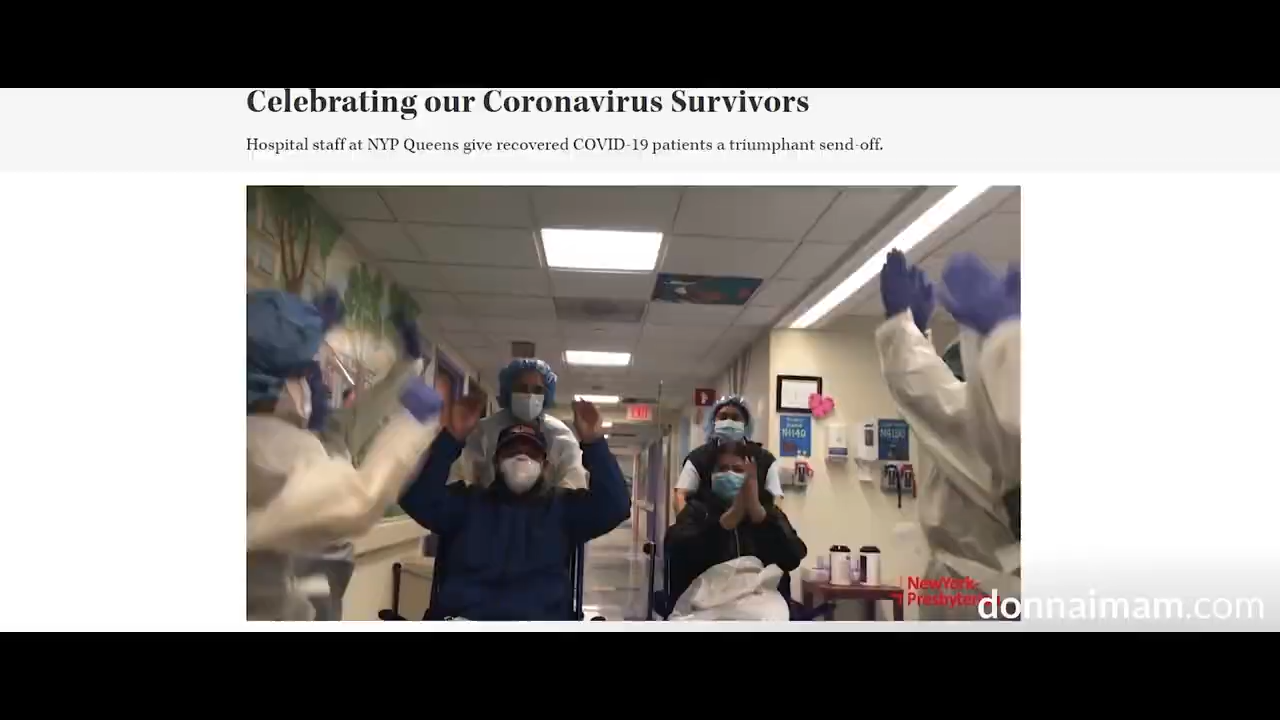 Celebrating our Coronavirus Survivors
Hospital staff at NYP Queens give recovered COVID-19 patients a triumphant send-off.
EXIT
NewYork-
donnaimam.com